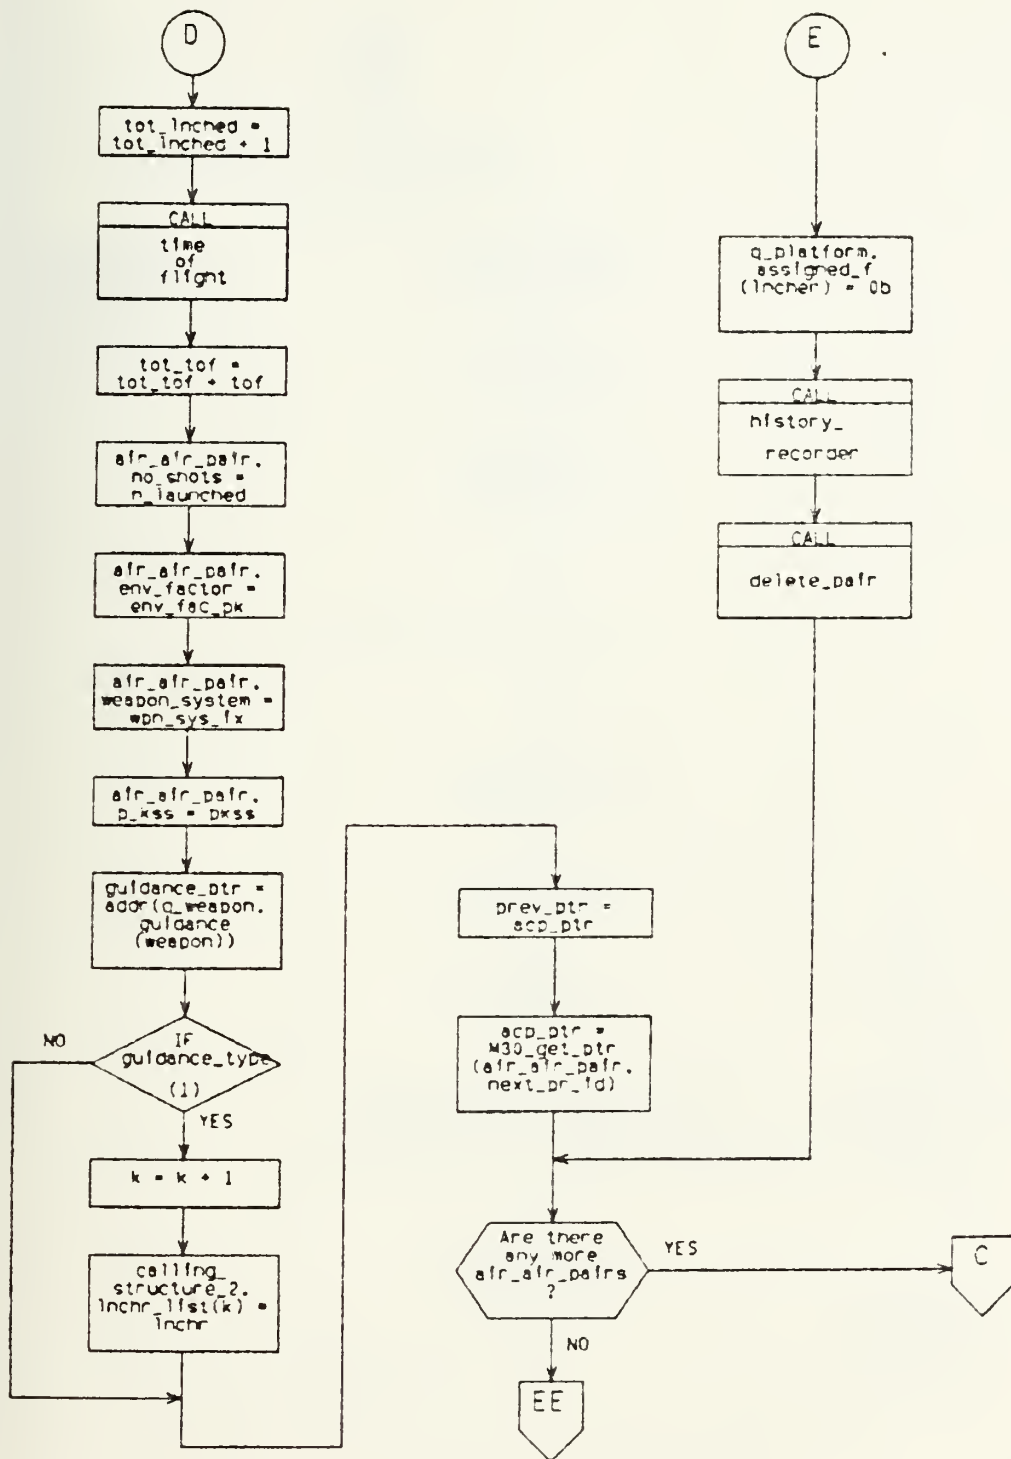 D
tot_lnched =
tot_lnched + 1
CALL
time
of
flight
tot_tof =
tot_tof + tof
air_air_pair.
no_shots =
n_launched
air_air_pair.
env_factor =
env_fac_pk
air_air_pair.
weapon_system =
wpn_sys_ix
air_air_pair.
p_kss = pkss
guidance_ptr =
addr(q_weapon.
guidance
(weapon))
NO
IF
guidance_type
(1)
YES
k = k + 1
calling_
structure_2.
lnchr_list(k) =
lnchr
prev_ptr =
acp_ptr
acp_ptr =
M30_get_ptr
(air_air_pair.
next_pr_id)
Are there
any more
air_air_pairs
?
YES
C
NO
EE
E
q_platform.
assigned_f
(lncher) = 0b
CALL
history_
recorder
CALL
delete_pair